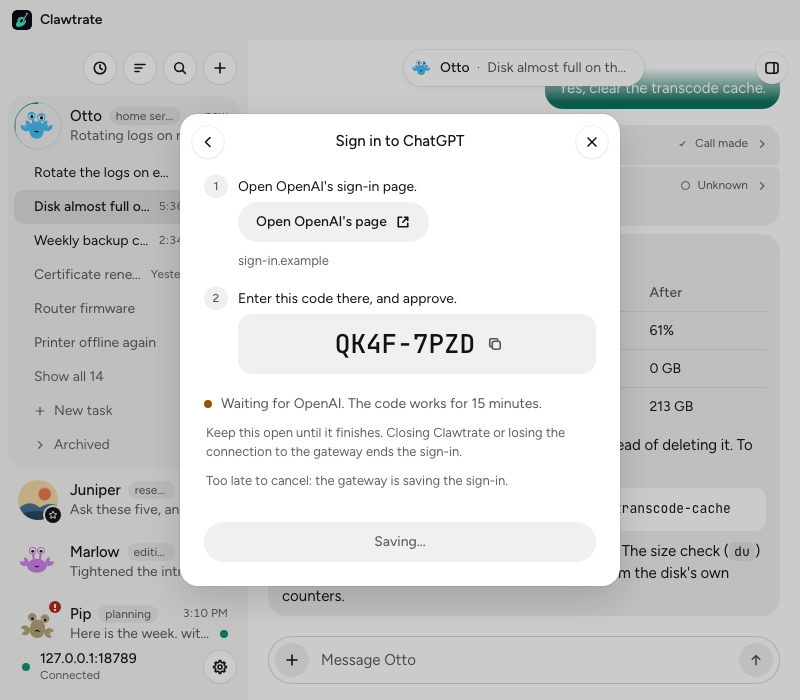 Clawtrate
Otto · Disk almost full on th…
Yes, clear the transcode cache.
Otto home ser…
Rotating logs on
Rotate the logs on e…
Disk almost full o… 5:36
Weekly backup c… 2:34
Certificate rene… Yeste
Router firmware
Printer offline again
Show all 14
New task
Archived
Juniper rese…
Ask these five, an
Marlow editi…
Tightened the intr
Pip planning 3:10 PM
Here is the week. wit…
127.0.0.1:18789
Connected
Sign in to ChatGPT
1 Open OpenAI's sign-in page.
Open OpenAI's page
sign-in.example
2 Enter this code there, and approve.
QK4F-7PZD
Waiting for OpenAI. The code works for 15 minutes.
Keep this open until it finishes. Closing Clawtrate or losing the
connection to the gateway ends the sign-in.
Too late to cancel: the gateway is saving the sign-in.
Saving…
Call made
Unknown
After
61%
0 GB
213 GB
ead of deleting it. To
transcode-cache
The size check ( du )
m the disk's own
counters.
Message Otto